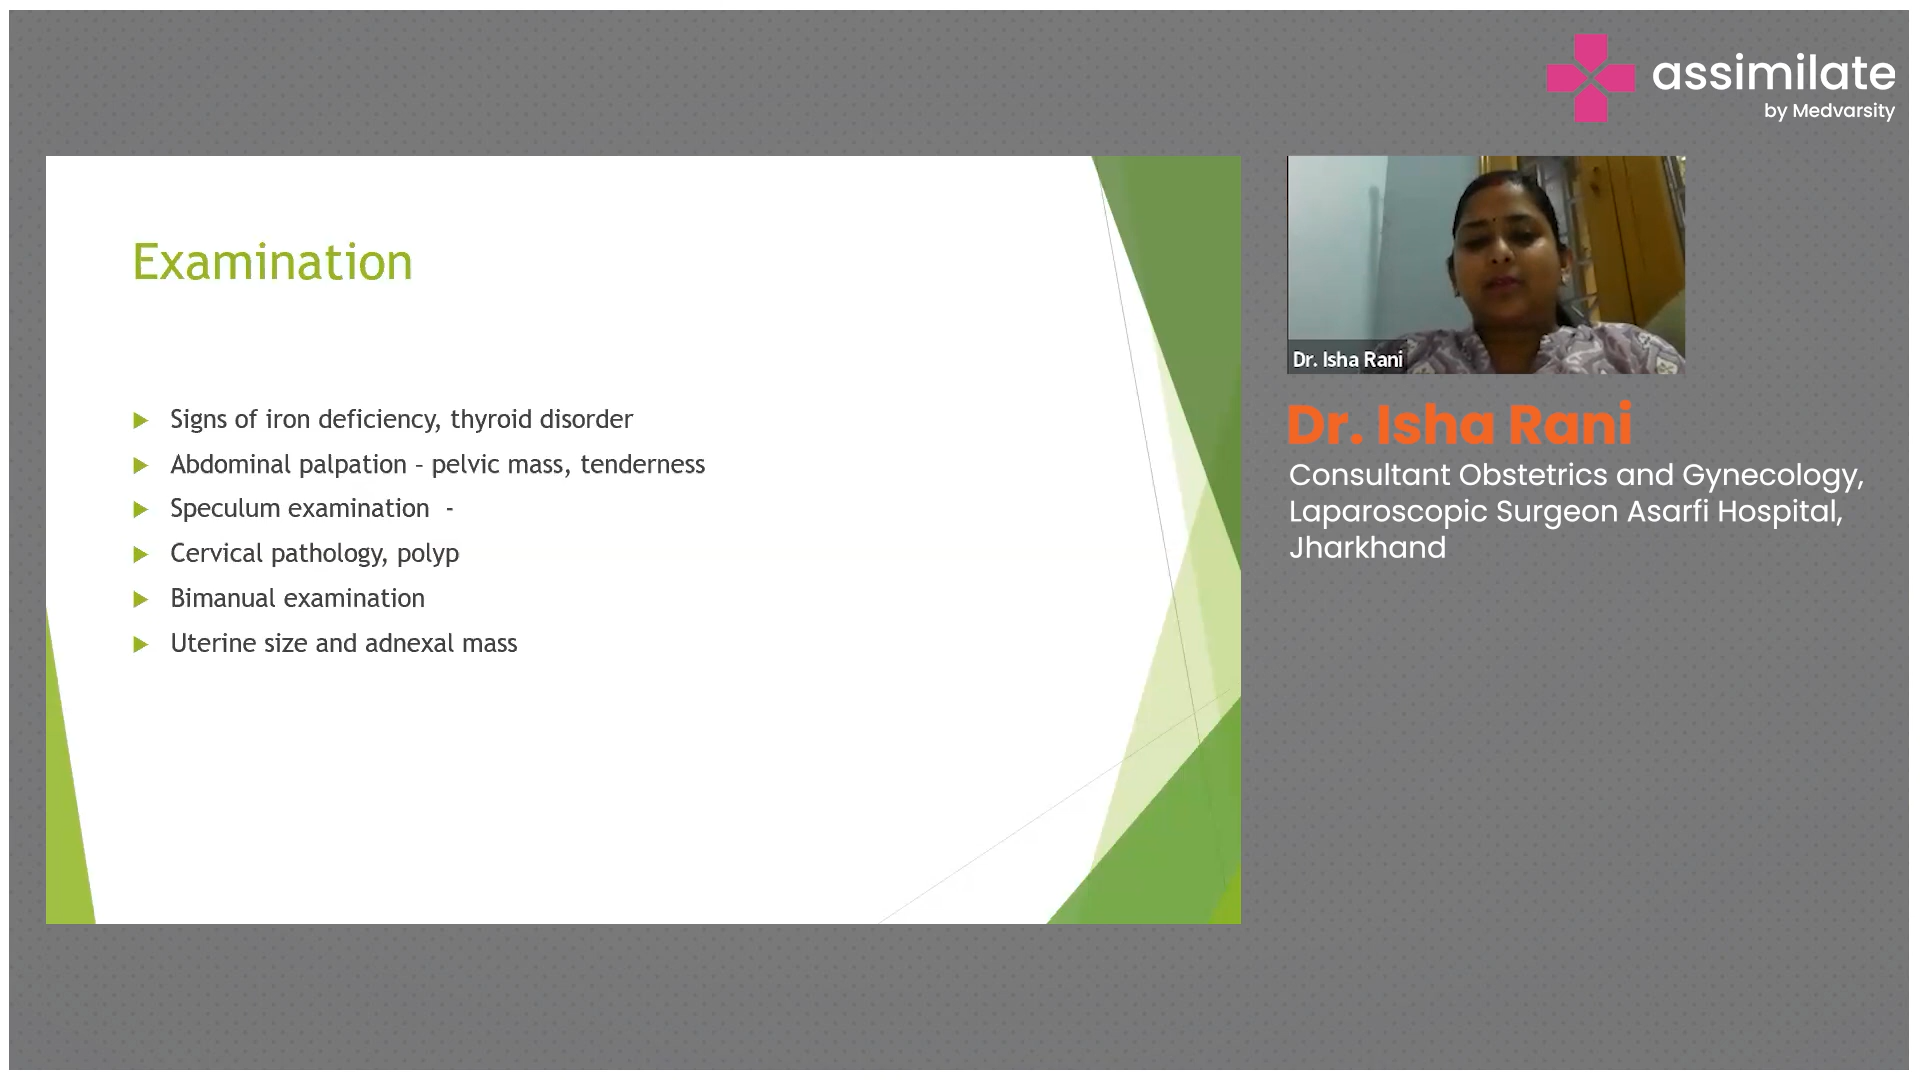 assimilate
by Medvarsity
Examination
Signs of iron deficiency, thyroid disorder
Abdominal palpation – pelvic mass, tenderness
Speculum examination  -
Cervical pathology, polyp
Bimanual examination
Uterine size and adnexal mass
Dr. Isha Rani
Dr. Isha Rani
Consultant Obstetrics and Gynecology,
Laparoscopic Surgeon Asarfi Hospital,
Jharkhand